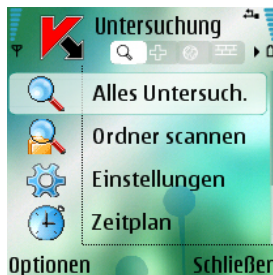 Untersuchung
Alles Untersuch.
Ordner scannen
Einstellungen
Zeitplan
Optionen Schließen